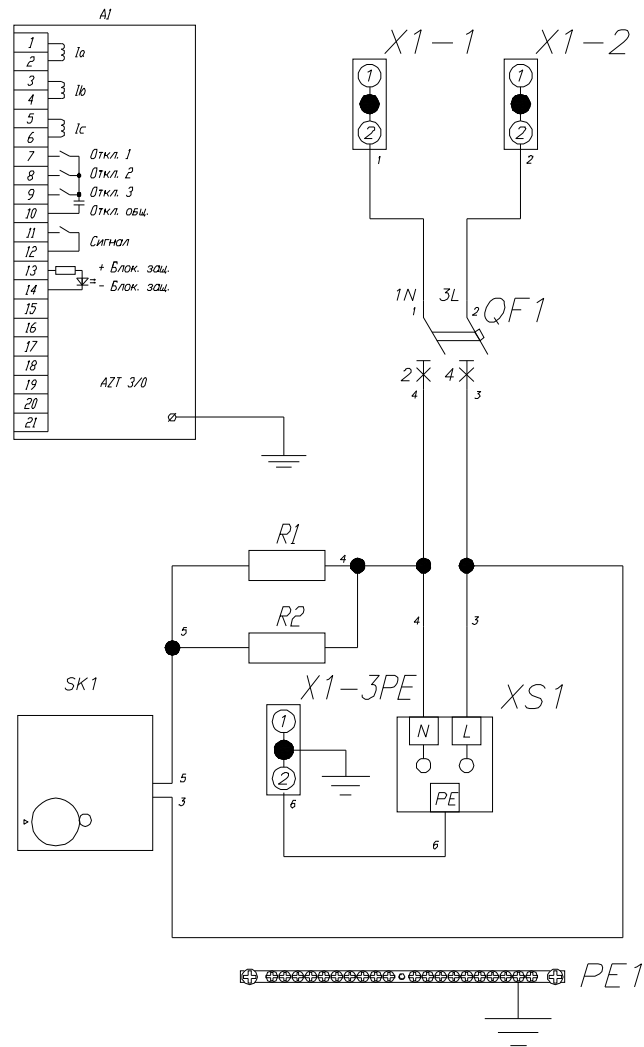 A1
1
2
Ia
3
4
Ib
5
6
Ic
7
Откл. 1
8
Откл. 2
9
Откл. 3
10
Откл. общ.
11
12
Сигнал
13
+ Блок. защ.
14
- Блок. защ.
15
16
17
18
19
AZT 3/0
20
21
X1-1
1
2
1
X1-2
1
2
2
1N
3L
1
2
QF1
2
4
4
3
R1
4
R2
5
4
3
SK1
5
3
X1-3PE
1
2
6
XS1
N
L
PE
6
PE1